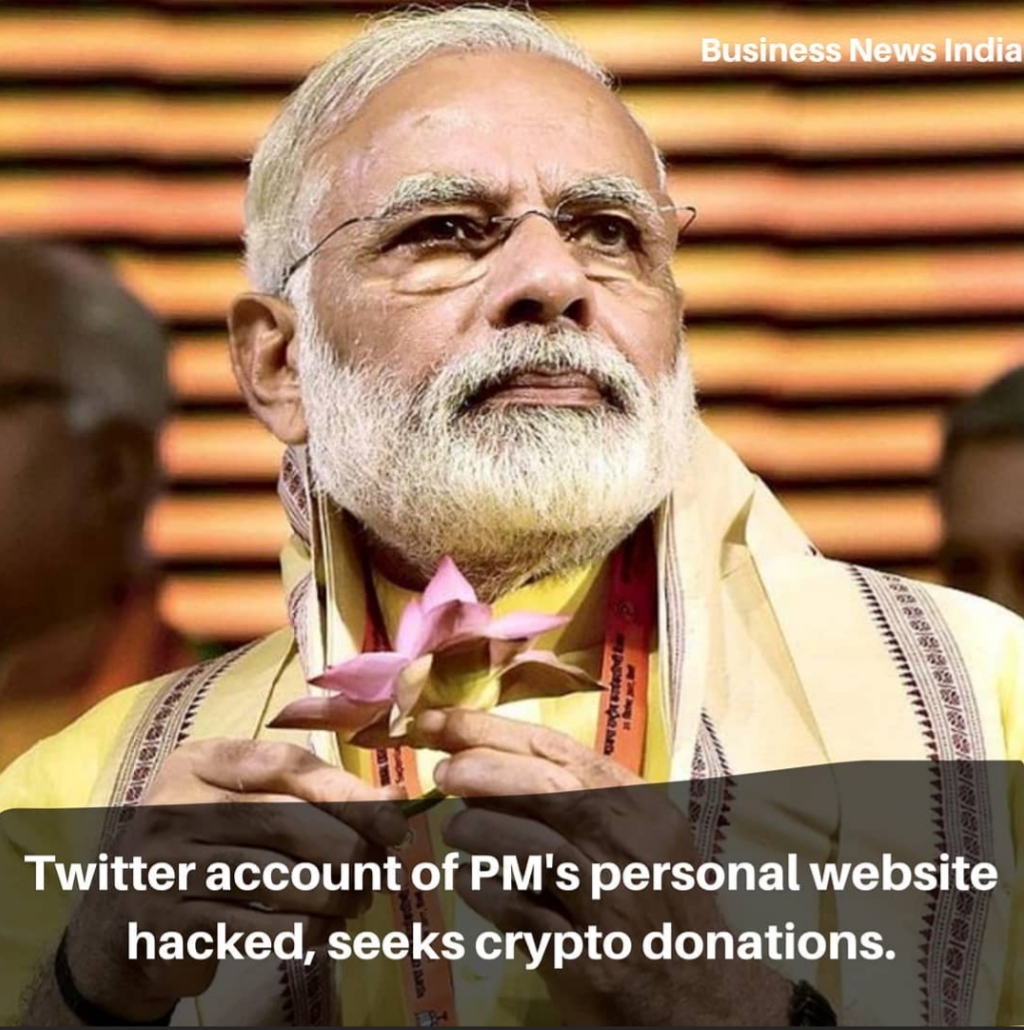 Business News India
Twitter account of PM's personal website
hacked, seeks crypto donations.